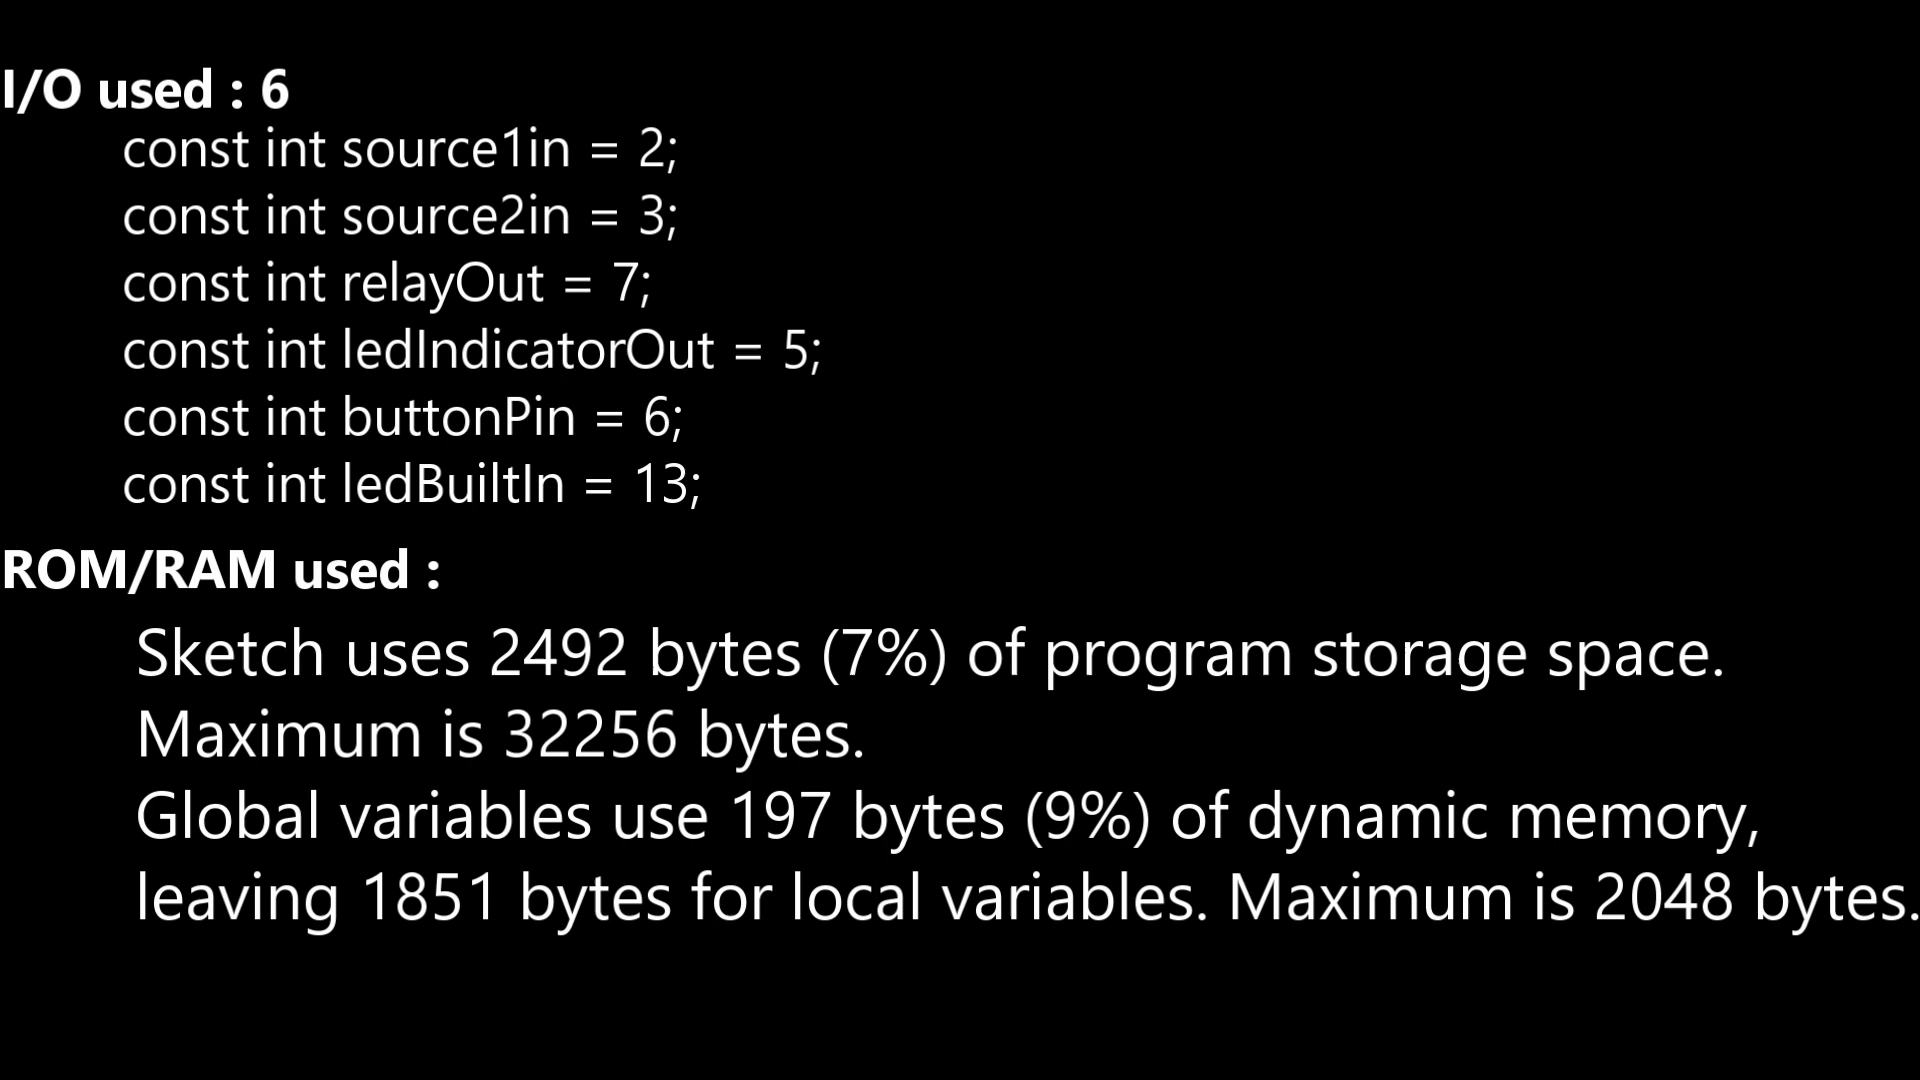 I/O used : 6
const int source1in = 2;
const int source2in = 3;
const int relayOut = 7;
const int ledIndicatorOut = 5;
const int buttonPin = 6;
const int ledBuiltIn = 13;
ROM/RAM used :
Sketch uses 2492 bytes (7%) of program storage space.
Maximum is 32256 bytes.
Global variables use 197 bytes (9%) of dynamic memory,
leaving 1851 bytes for local variables. Maximum is 2048 bytes.